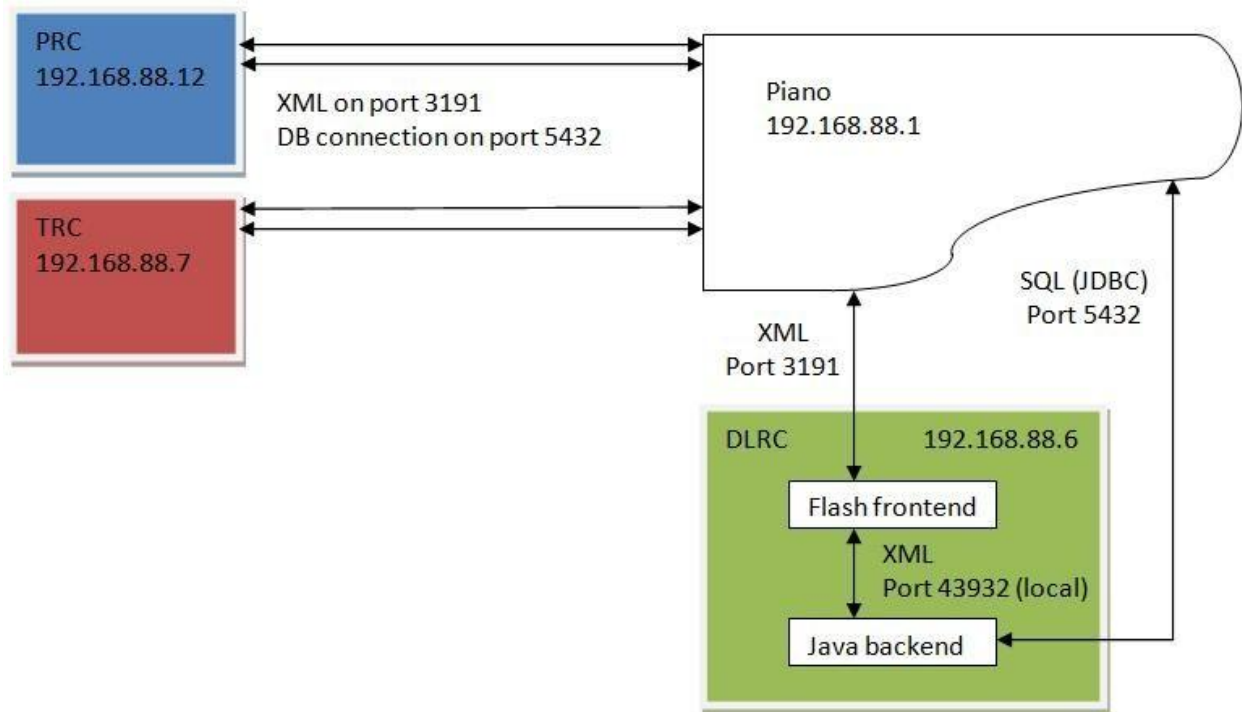 PRC
192.168.88.12
XML on port 3191
DB connection on port 5432
Piano
192.168.88.1
TRC
192.168.88.7
SQL (JDBC)
Port 5432
XML
Port 3191
DLRC 192.168.88.6
Flash frontend
XML
Port 43932 (local)
Java backend